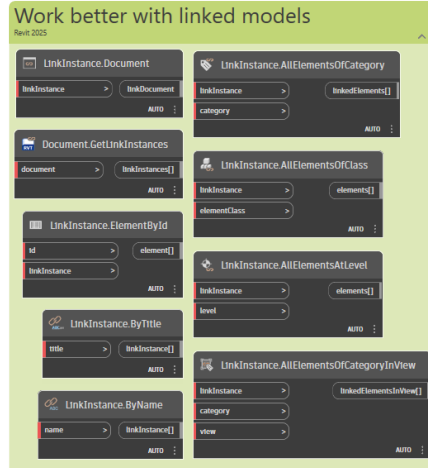 Work better with linked models
Revit 2025
LinkInstance.Document
linkInstance > linkDocument
AUTO
Document.GetLinkInstances
document > linkInstances[]
AUTO
LinkInstance.ElementById
id > element[]
linkInstance >
AUTO
LinkInstance.ByTitle
title > linkInstance[]
AUTO
LinkInstance.ByName
name > linkInstance[]
AUTO
LinkInstance.AllElementsOfCategory
linkInstance > linkedElements[]
category >
AUTO
LinkInstance.AllElementsOfClass
linkInstance > elements[]
elementClass >
AUTO
LinkInstance.AllElementsAtLevel
linkInstance > elements[]
level >
AUTO
LinkInstance.AllElementsOfCategoryInView
linkInstance > linkedElementsInView[]
category >
view >
AUTO